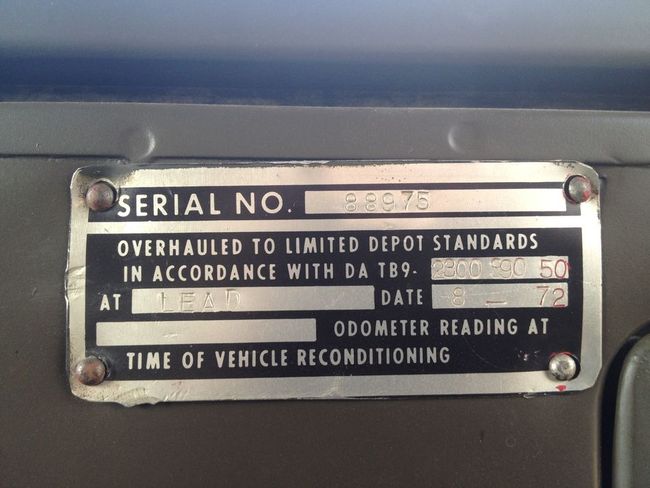 SERIAL NO. 88975
OVERHAULED TO LIMITED DEPOT STANDARDS
IN ACCORDANCE WITH DA TB9- 2300 50
AT LEAD DATE 8 – 72
ODOMETER READING AT
TIME OF VEHICLE RECONDITIONING